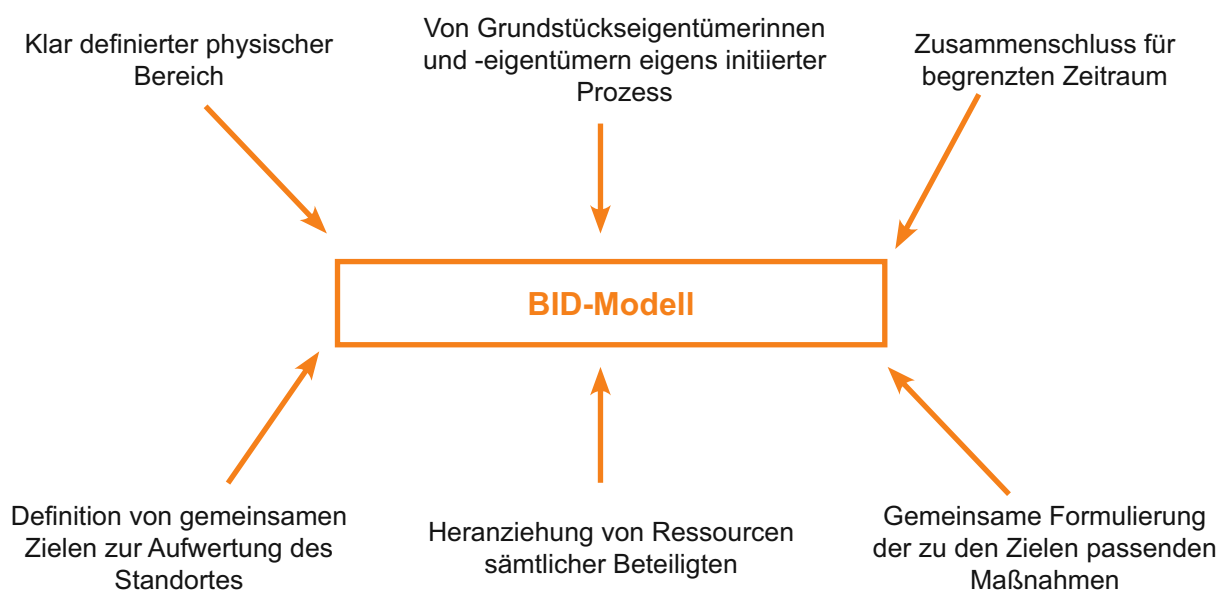 Klar definierter physischer
Bereich
Von Grundstückseigentümerinnen
und -eigentümern eigens initiierter
Prozess
Zusammenschluss für
begrenzten Zeitraum
BID-Modell
Definition von gemeinsamen
Zielen zur Aufwertung des
Standortes
Heranziehung von Ressourcen
sämtlicher Beteiligten
Gemeinsame Formulierung
der zu den Zielen passenden
Maßnahmen